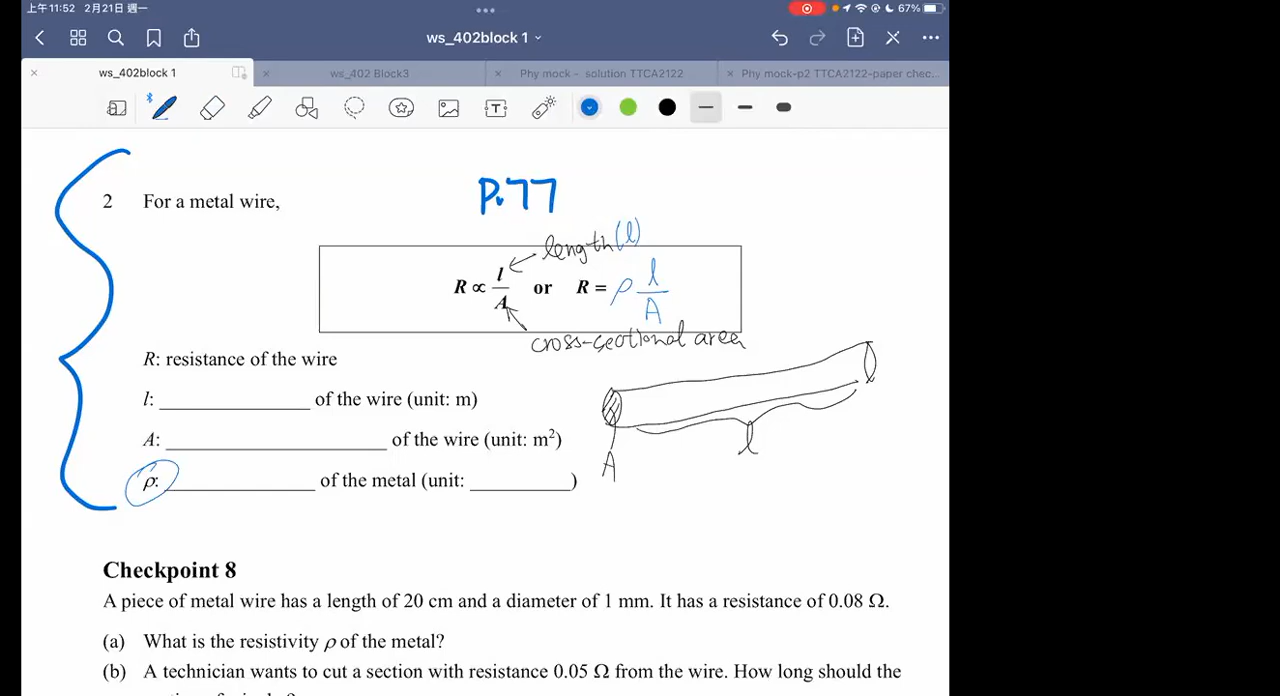 上午11:52 2月21日 週一 67%
ws_402block 1
ws_402block 1 ws_402 Block3 Phy mock - solution TTCA2122 Phy mock-p2 TTCA2122-paper chec...
P.77
2 For a metal wire,
length (l)
R ∝ l/A or R = ρ l/A
cross-sectional area
R: resistance of the wire
l: ____________ of the wire (unit: m)
A: ____________ of the wire (unit: m²)
l
A
ρ: ____________ of the metal (unit: ________)
Checkpoint 8
A piece of metal wire has a length of 20 cm and a diameter of 1 mm. It has a resistance of 0.08 Ω.
(a) What is the resistivity ρ of the metal?
(b) A technician wants to cut a section with resistance 0.05 Ω from the wire. How long should the